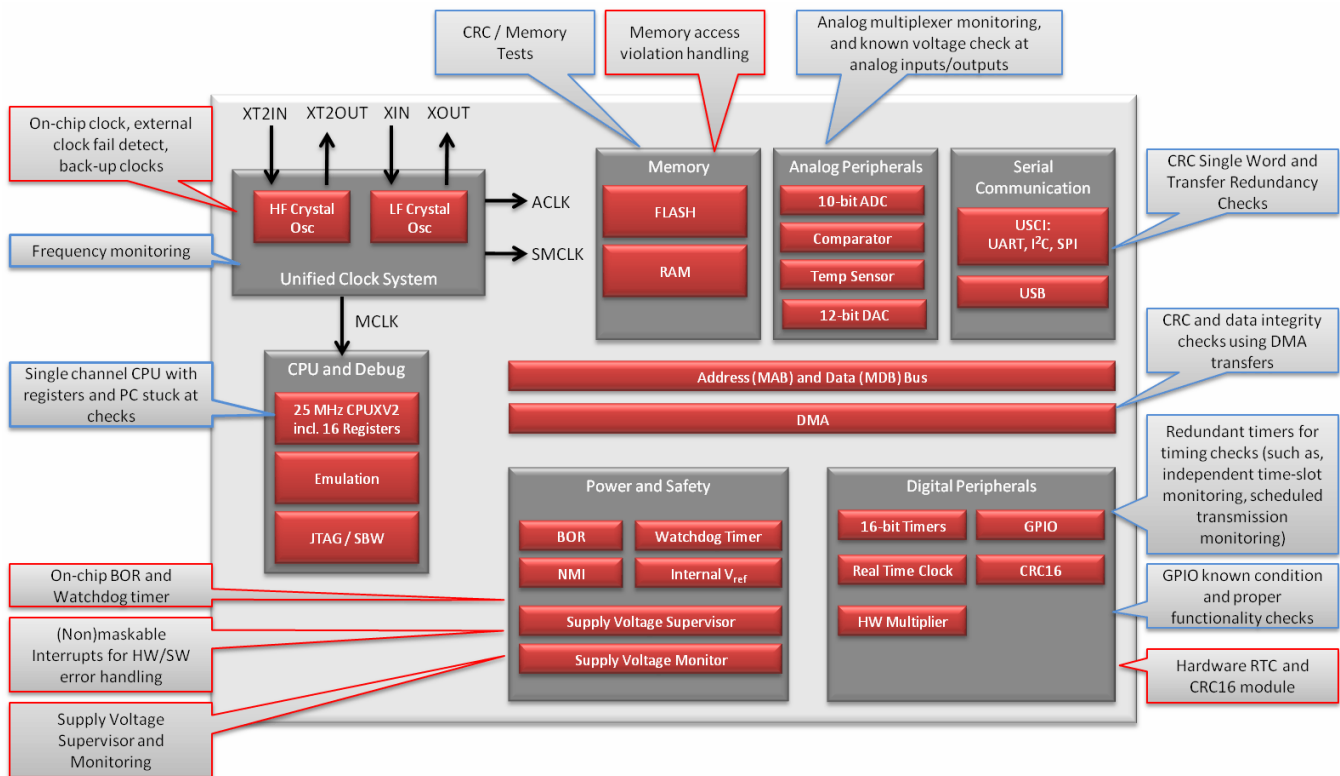 CRC / Memory
Tests
Memory access
violation handling
Analog multiplexer monitoring,
and known voltage check at
analog inputs/outputs
On-chip clock, external
clock fail detect,
back-up clocks
Frequency monitoring
XT2IN
XT2OUT
XIN
XOUT
HF Crystal
Osc
LF Crystal
Osc
Unified Clock System
ACLK
SMCLK
MCLK
Memory
FLASH
RAM
Analog Peripherals
10-bit ADC
Comparator
Temp Sensor
12-bit DAC
Serial
Communication
USCI:
UART, I²C, SPI
USB
CRC Single Word and
Transfer Redundancy
Checks
Single channel CPU with
registers and PC stuck at
checks
CPU and Debug
25 MHz CPUXV2
incl. 16 Registers
Emulation
JTAG / SBW
Address (MAB) and Data (MDB) Bus
DMA
CRC and data integrity
checks using DMA
transfers
Redundant timers for
timing checks (such as,
independent time-slot
monitoring, scheduled
transmission
monitoring)
Power and Safety
BOR
Watchdog Timer
NMI
Internal Vref
Supply Voltage Supervisor
Supply Voltage Monitor
Digital Peripherals
16-bit Timers
GPIO
Real Time Clock
CRC16
HW Multiplier
On-chip BOR and
Watchdog timer
(Non)maskable
Interrupts for HW/SW
error handling
Supply Voltage
Supervisor and
Monitoring
GPIO known condition
and proper
functionality checks
Hardware RTC and
CRC16 module